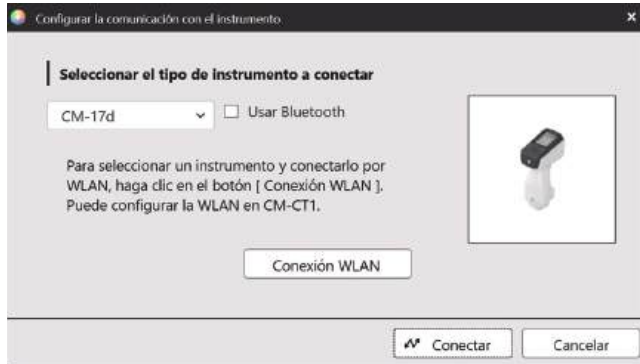 Configurar la comunicación con el instrumento
Seleccionar el tipo de instrumento a conectar
CM-17d
Usar Bluetooth
Para seleccionar un instrumento y conectarlo por
WLAN, haga clic en el botón [ Conexión WLAN ].
Puede configurar la WLAN en CM-CT1.
Conexión WLAN
Conectar
Cancelar